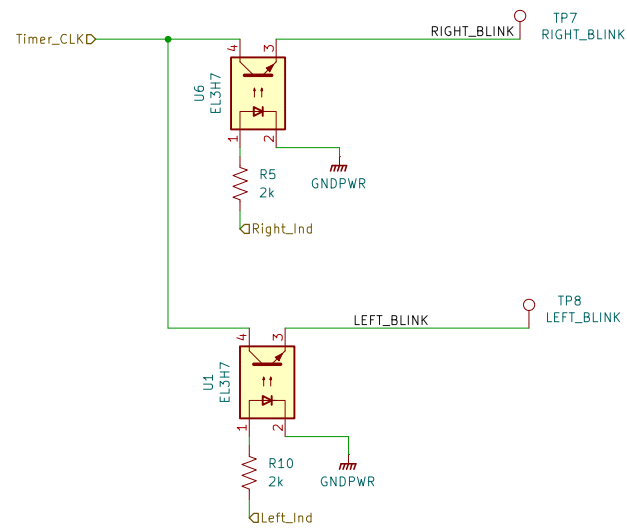 TP7
RIGHT_BLINK
RIGHT_BLINK
Timer_CLK
4
3
U6
EL3H7
1
2
R5
2k
GNDPWR
Right_Ind
TP8
LEFT_BLINK
LEFT_BLINK
4
3
U1
EL3H7
1
2
R10
2k
GNDPWR
Left_Ind